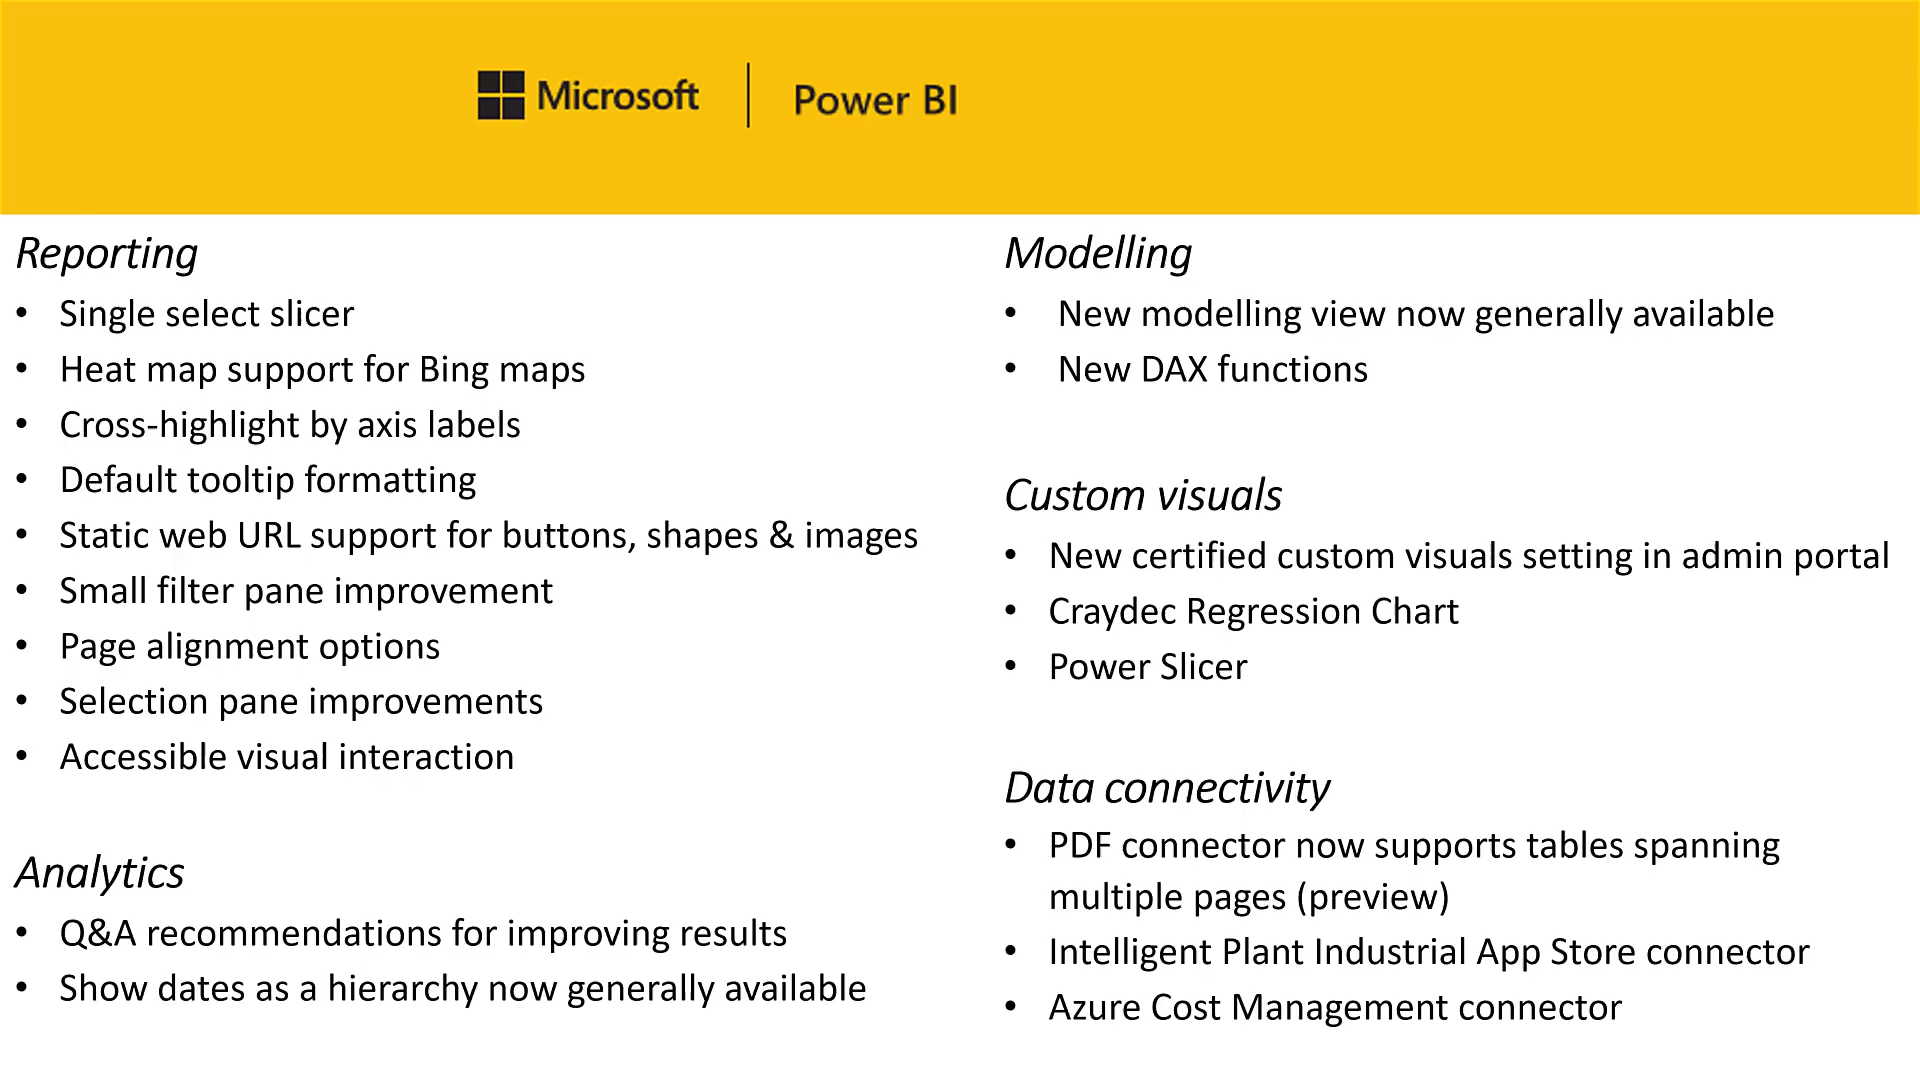 Microsoft | Power BI
Reporting
• Single select slicer
• Heat map support for Bing maps
• Cross-highlight by axis labels
• Default tooltip formatting
• Static web URL support for buttons, shapes & images
• Small filter pane improvement
• Page alignment options
• Selection pane improvements
• Accessible visual interaction
Analytics
• Q&A recommendations for improving results
• Show dates as a hierarchy now generally available
Modelling
• New modelling view now generally available
• New DAX functions
Custom visuals
• New certified custom visuals setting in admin portal
• Craydec Regression Chart
• Power Slicer
Data connectivity
• PDF connector now supports tables spanning
multiple pages (preview)
• Intelligent Plant Industrial App Store connector
• Azure Cost Management connector